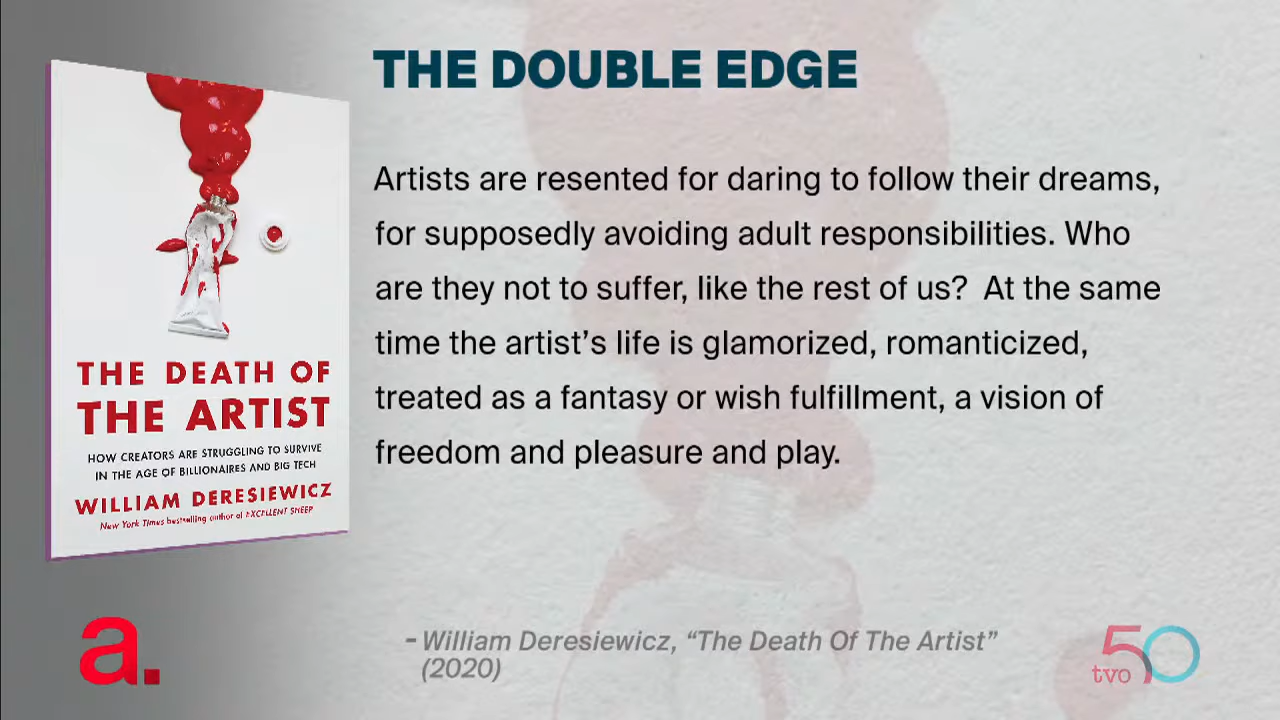 THE DOUBLE EDGE
Artists are resented for daring to follow their dreams,
for supposedly avoiding adult responsibilities. Who
are they not to suffer, like the rest of us?  At the same
time the artist’s life is glamorized, romanticized,
treated as a fantasy or wish fulfillment, a vision of
freedom and pleasure and play.
- William Deresiewicz, “The Death Of The Artist”
(2020)
THE DEATH OF
THE ARTIST
HOW CREATORS ARE STRUGGLING TO SURVIVE
IN THE AGE OF BILLIONAIRES AND BIG TECH
WILLIAM DERESIEWICZ
New York Times bestselling author of EXCELLENT SHEEP
a.
tvo 50